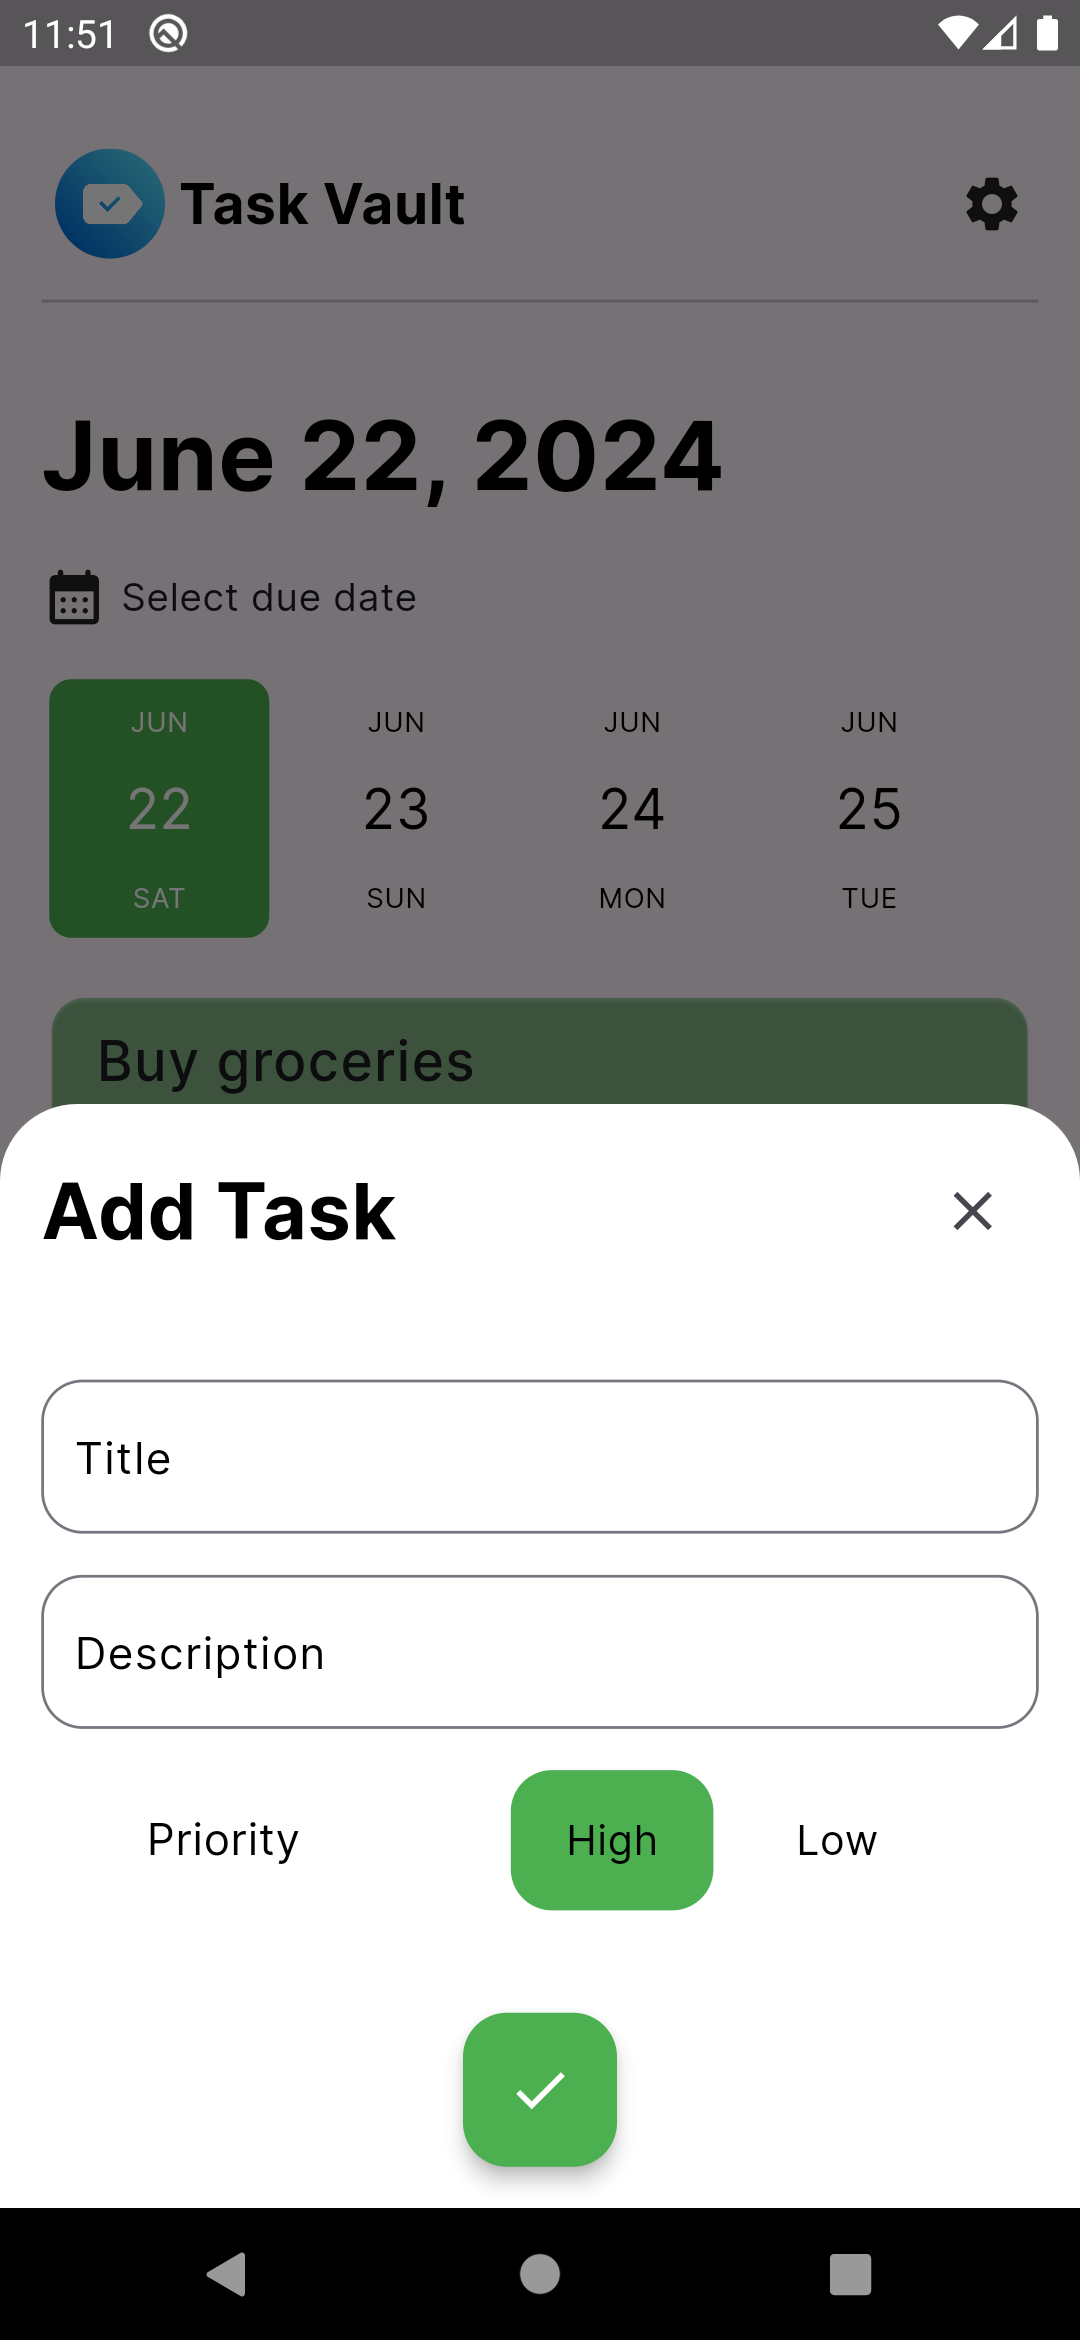 11:51
Task Vault
June 22, 2024
Select due date
JUN JUN JUN JUN
22 23 24 25
SAT SUN MON TUE
Buy groceries
Add Task
Title
Description
Priority High Low